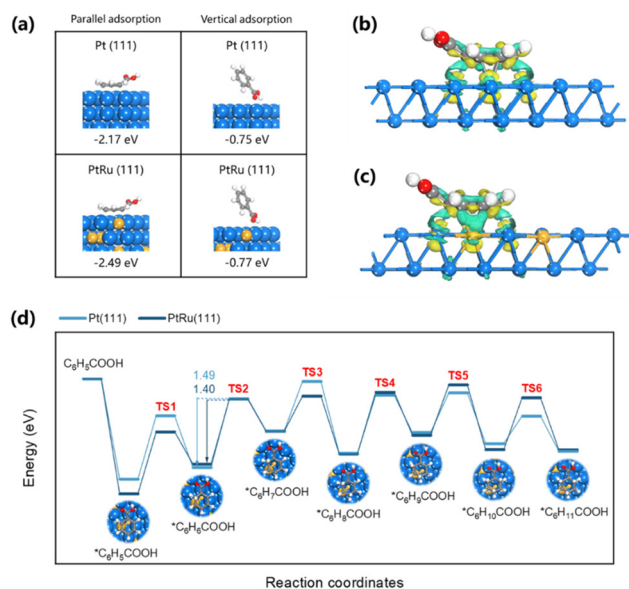 (a)
Parallel adsorption
Vertical adsorption
Pt (111)
Pt (111)
-2.17 eV
-0.75 eV
PtRu (111)
PtRu (111)
-2.49 eV
-0.77 eV
(b)
(c)
(d)
Pt(111)
PtRu(111)
C₆H₅COOH
TS1
1.49
1.40
TS2
TS3
TS4
TS5
TS6
*C₆H₅COOH
*C₆H₆COOH
*C₆H₇COOH
*C₆H₈COOH
*C₆H₉COOH
*C₆H₁₀COOH
*C₆H₁₁COOH
Energy (eV)
Reaction coordinates